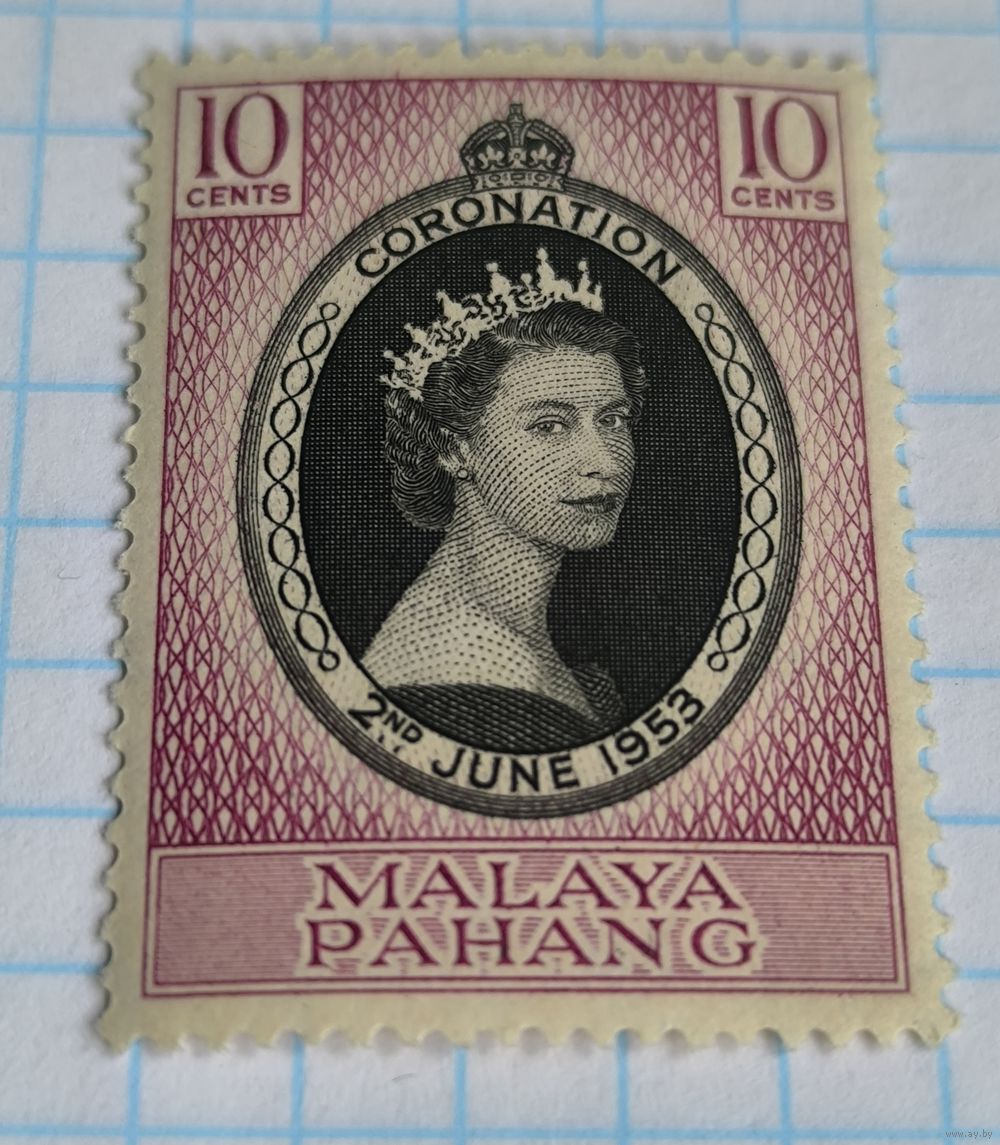 10 10
CENTS CENTS
CORONATION
2ND JUNE 1953
MALAYA
PAHANG
www.ay.by